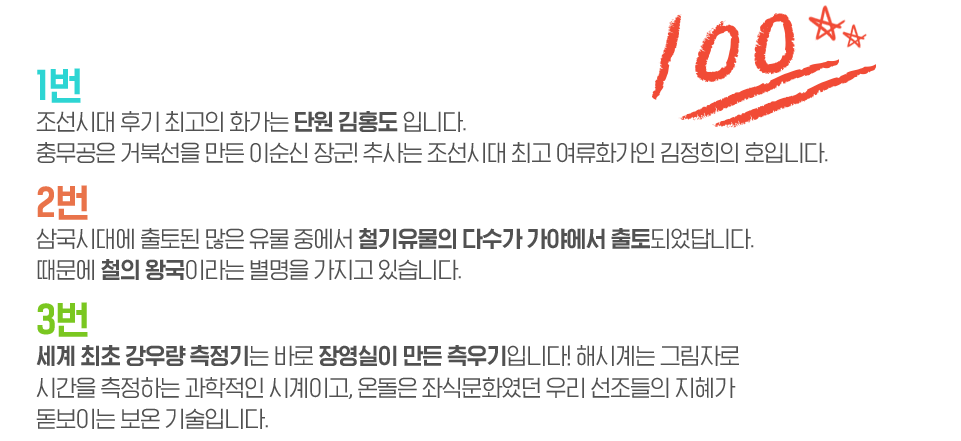 100
1번
조선시대 후기 최고의 화가는 단원 김홍도 입니다.
충무공은 거북선을 만든 이순신 장군! 추사는 조선시대 최고 여류화가인 김정희의 호입니다.
2번
삼국시대에 출토된 많은 유물 중에서 철기유물의 다수가 가야에서 출토되었답니다.
때문에 철의 왕국이라는 별명을 가지고 있습니다.
3번
세계 최초 강우량 측정기는 바로 장영실이 만든 측우기입니다! 해시계는 그림자로
시간을 측정하는 과학적인 시계이고, 온돌은 좌식문화였던 우리 선조들의 지혜가
돋보이는 보온 기술입니다.